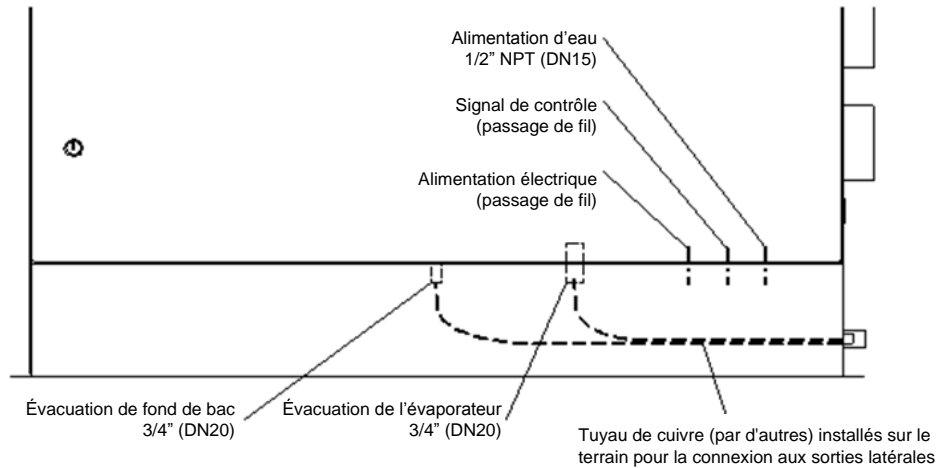 Alimentation d’eau
1/2” NPT (DN15)
Signal de contrôle
(passage de fil)
Alimentation électrique
(passage de fil)
Évacuation de fond de bac
3/4” (DN20)
Évacuation de l’évaporateur
3/4” (DN20)
Tuyau de cuivre (par d'autres) installés sur le
terrain pour la connexion aux sorties latérales